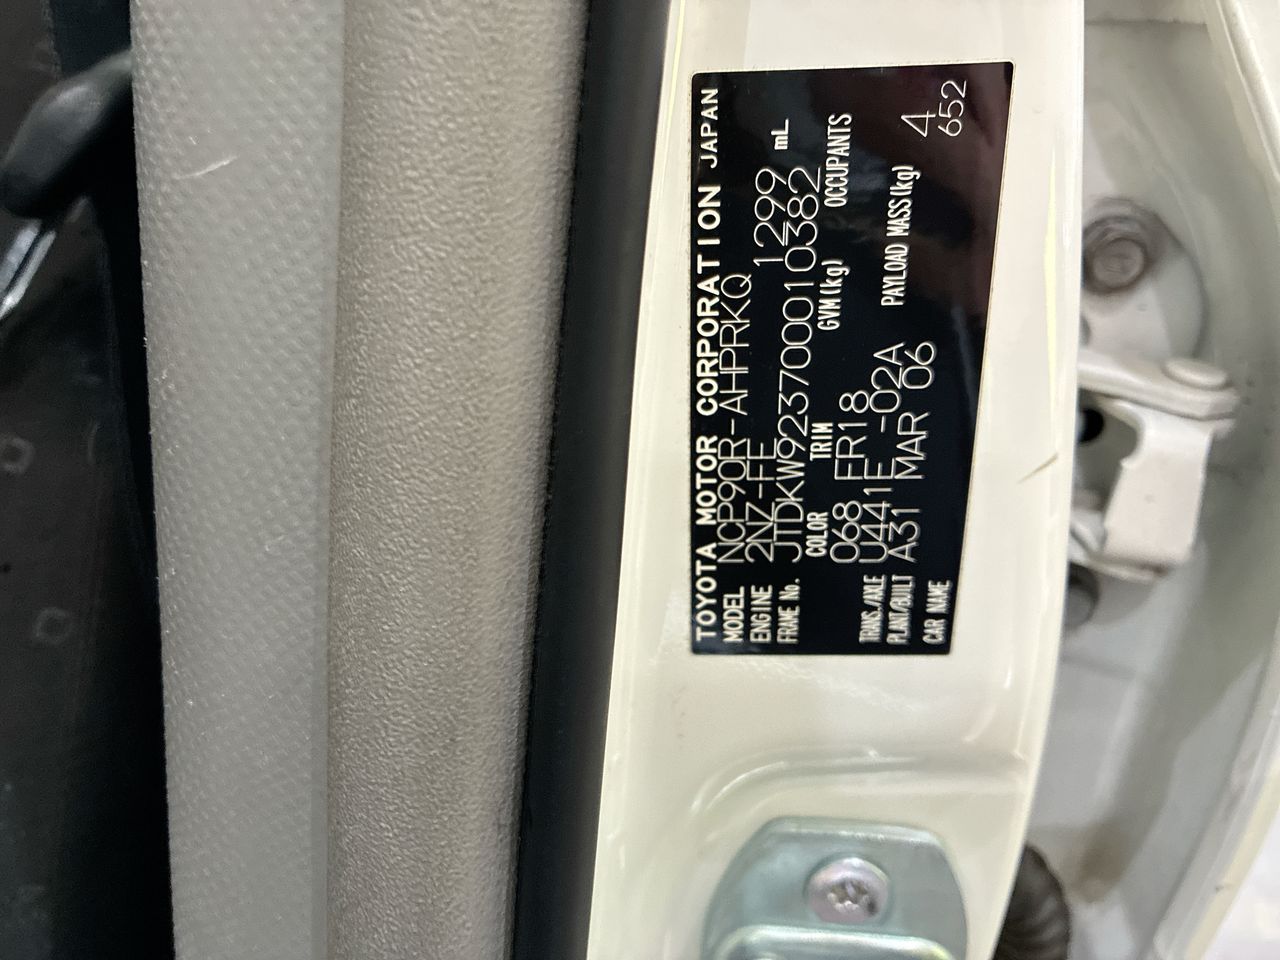 TOYOTA MOTOR CORPORATION JAPAN
MODEL NCP90R-AHPRKQ
ENGINE 2NZ-FE 1299 mL
FRAME No. JTDKW923700010382
COLOR TRIM GVM(kg) OCCUPANTS
068 FR18
TRANS./AXLE U441E -02A PAYLOAD MASS(kg) 4
PLANT/BUILT A31 MAR 06 652
CAR NAME